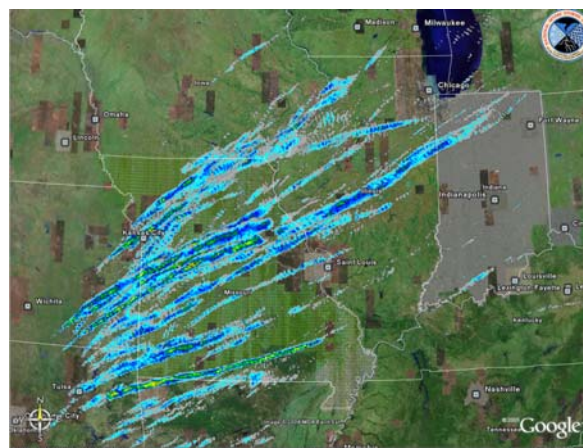 Madison
Milwaukee
Iowa
Chicago
Omaha
Fort Wayne
Lincoln
Indiana
Indianapolis
Kansas City
Saint Louis
Missouri
Louisville
Wichita
Lexington Fayette
Kentucky
Tulsa
Nashville
Tennessee
Google